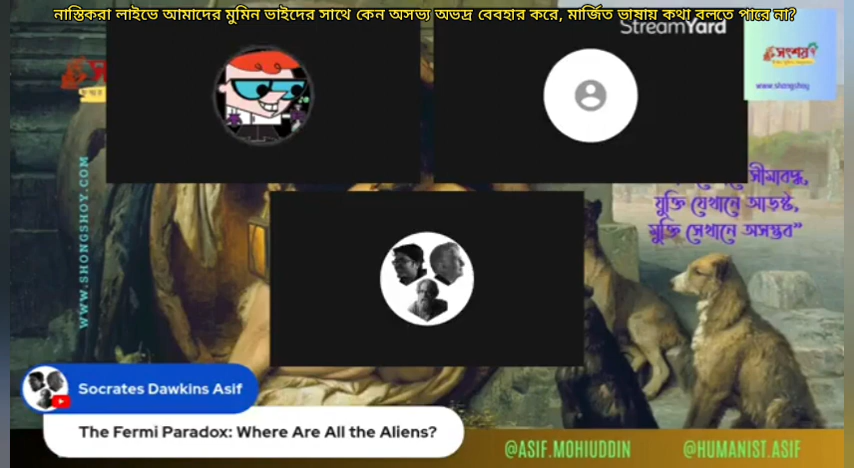 নাস্তিকরা লাইভে আমাদের মুমিন ভাইদের সাথে কেন অসভ্য অভদ্র বেবহার করে, মার্জিত ভাষায় কথা বলতে পারে না?
StreamYard
সংশয়
www.shongshoy
WWW.SHONGSHOY.COM
সীমাবদ্ধ,
যুক্তি যেখানে আড়ষ্ট,
মুক্তি সেখানে অসম্ভব”
Socrates Dawkins Asif
The Fermi Paradox: Where Are All the Aliens?
@ASIF.MOHIUDDIN @HUMANIST.ASIF